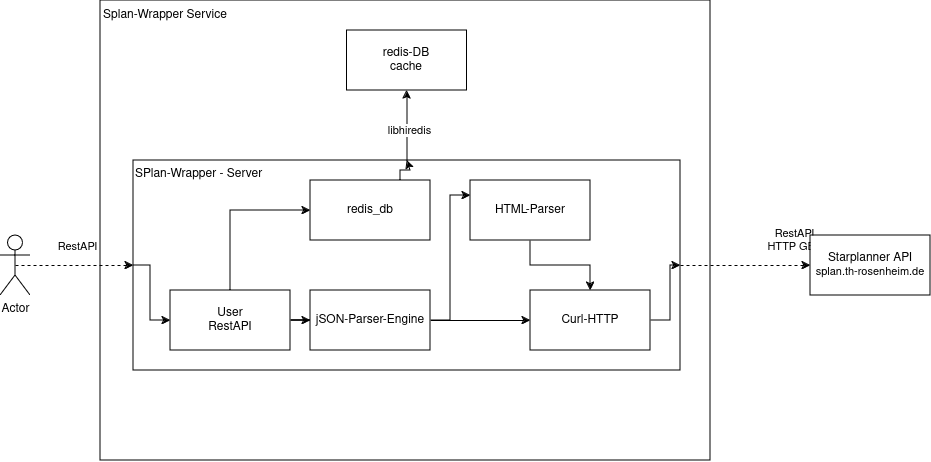 Splan-Wrapper Service
redis-DB
cache
libhiredis
SPlan-Wrapper - Server
redis_db
HTML-Parser
RestAPI
Actor
User
RestAPI
jSON-Parser-Engine
Curl-HTTP
RestAPI
HTTP GE
Starplanner API
splan.th-rosenheim.de